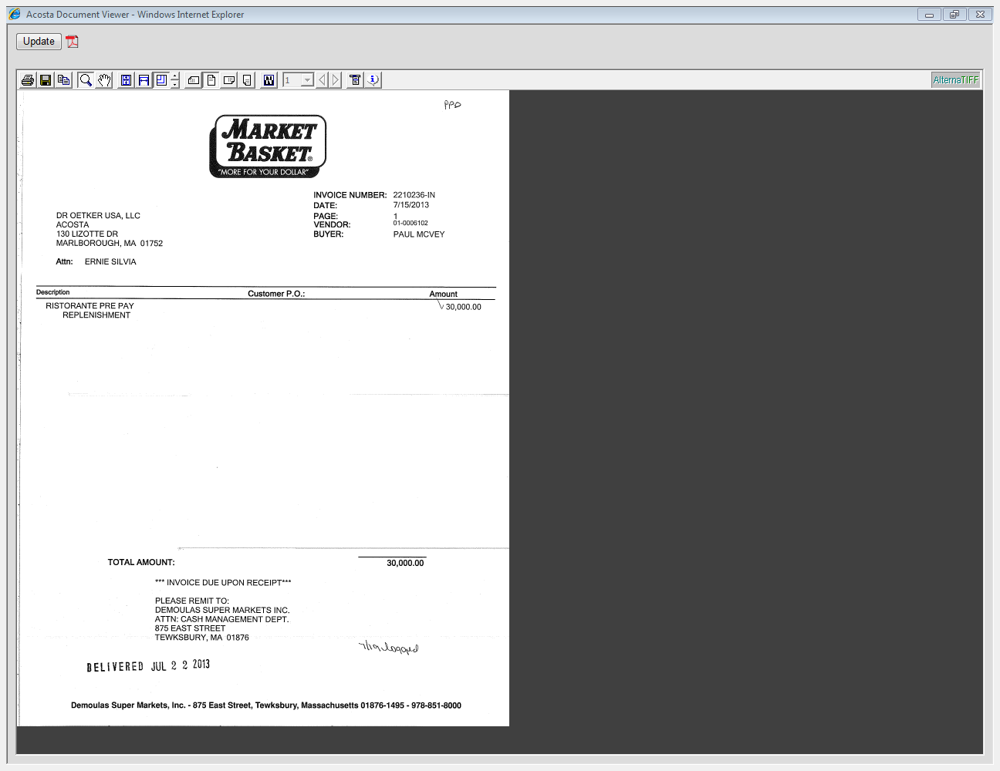 Acosta Document Viewer - Windows Internet Explorer
Update
1
AlternaTIFF
PPD
MARKET
BASKET®
"MORE FOR YOUR DOLLAR"
INVOICE NUMBER: 2210236-IN
DATE: 7/15/2013
PAGE: 1
VENDOR: 01-0006102
BUYER: PAUL MCVEY
DR OETKER USA, LLC
ACOSTA
130 LIZOTTE DR
MARLBOROUGH, MA 01752
Attn: ERNIE SILVIA
Description Customer P.O.: Amount
RISTORANTE PRE PAY 30,000.00
REPLENISHMENT
TOTAL AMOUNT: 30,000.00
*** INVOICE DUE UPON RECEIPT***
PLEASE REMIT TO:
DEMOULAS SUPER MARKETS INC.
ATTN: CASH MANAGEMENT DEPT.
875 EAST STREET
TEWKSBURY, MA 01876
7/19 logged
DELIVERED JUL 22 2013
Demoulas Super Markets, Inc. - 875 East Street, Tewksbury, Massachusetts 01876-1495 - 978-851-8000